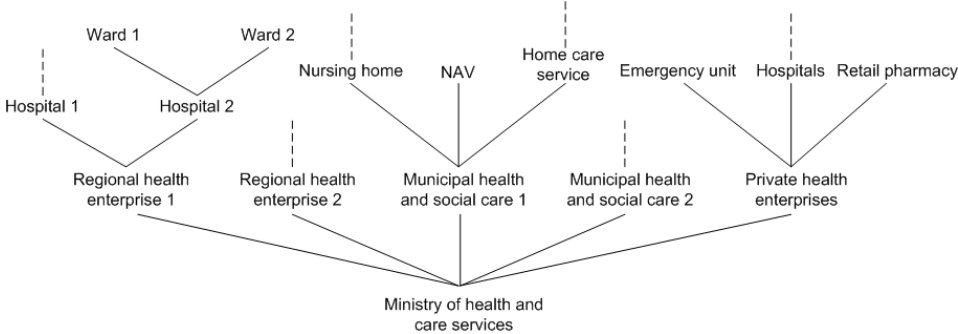 Ward 1
Ward 2
Nursing home
NAV
Home care
service
Emergency unit
Hospitals
Retail pharmacy
Hospital 1
Hospital 2
Regional health
enterprise 1
Regional health
enterprise 2
Municipal health
and social care 1
Municipal health
and social care 2
Private health
enterprises
Ministry of health and
care services